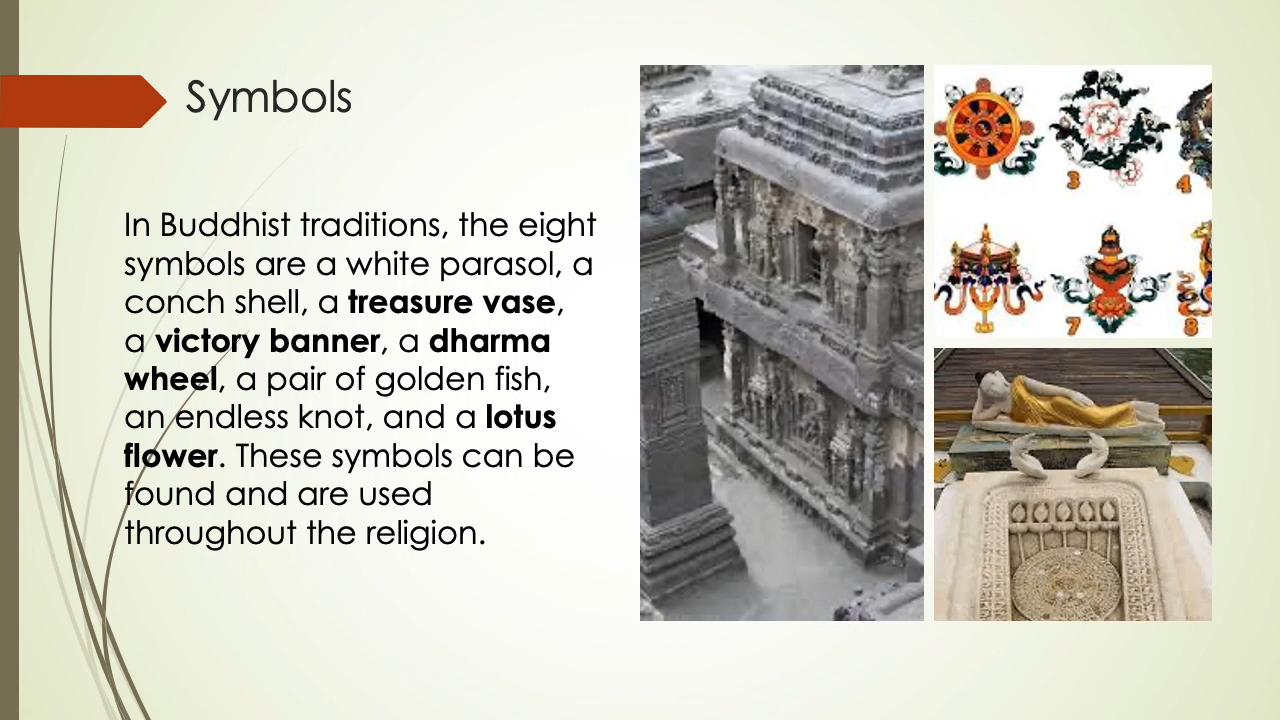 Symbols
In Buddhist traditions, the eight
symbols are a white parasol, a
conch shell, a treasure vase,
a victory banner, a dharma
wheel, a pair of golden fish,
an endless knot, and a lotus
flower. These symbols can be
found and are used
throughout the religion.
3
4
7
8